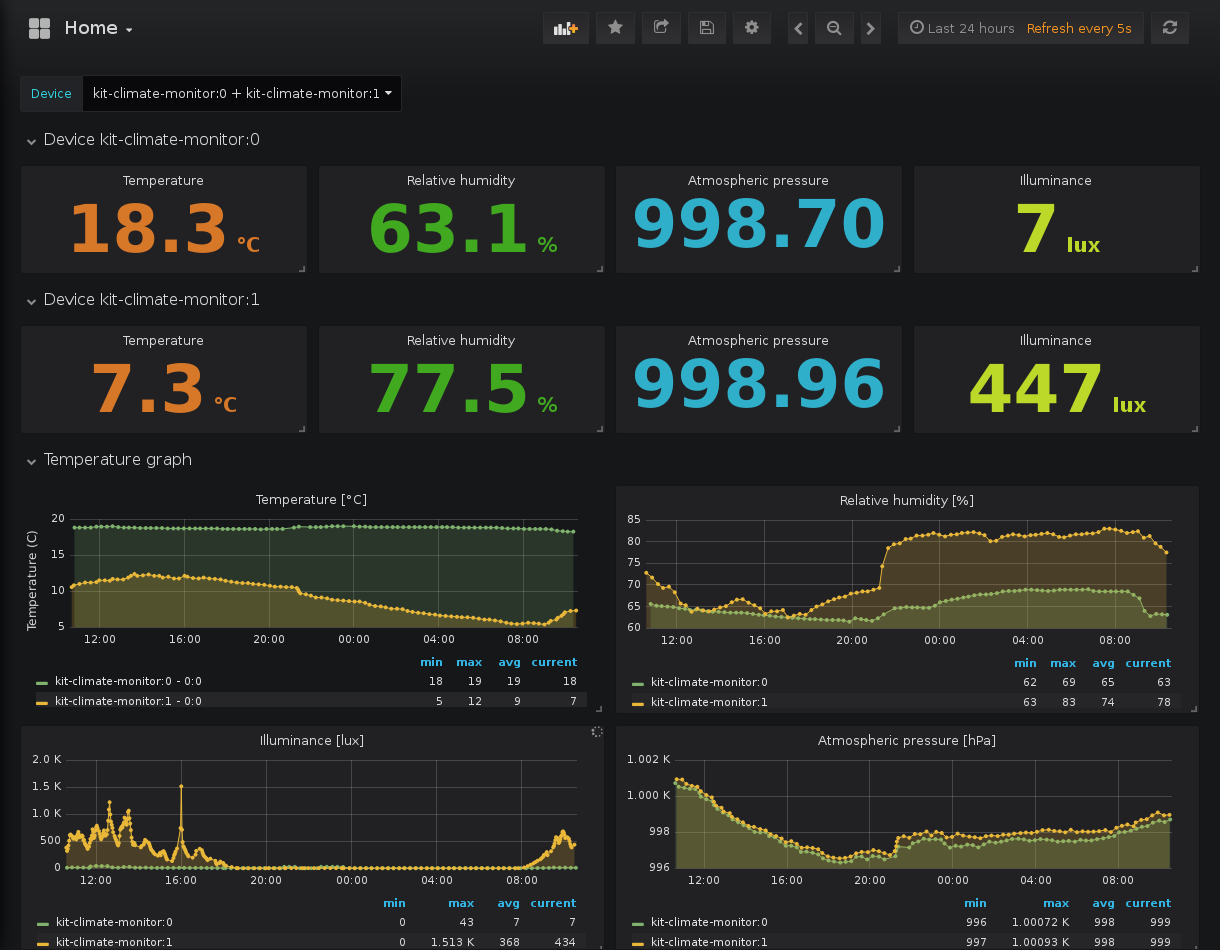 Home
Last 24 hours Refresh every 5s
Device kit-climate-monitor:0 + kit-climate-monitor:1
Device kit-climate-monitor:0
Temperature Relative humidity Atmospheric pressure Illuminance
18.3 °C 63.1 % 998.70 7 lux
Device kit-climate-monitor:1
Temperature Relative humidity Atmospheric pressure Illuminance
7.3 °C 77.5 % 998.96 447 lux
Temperature graph
Temperature [°C]
Temperature (C)
20
15
10
5
12:00 16:00 20:00 00:00 04:00 08:00
min max avg current
kit-climate-monitor:0 - 0:0 18 19 19 18
kit-climate-monitor:1 - 0:0 5 12 9 7
Relative humidity [%]
85
80
75
70
65
60
12:00 16:00 20:00 00:00 04:00 08:00
min max avg current
kit-climate-monitor:0 62 69 65 63
kit-climate-monitor:1 63 83 74 78
Illuminance [lux]
2.0 K
1.5 K
1.0 K
500
0
12:00 16:00 20:00 00:00 04:00 08:00
min max avg current
kit-climate-monitor:0 0 43 7 7
kit-climate-monitor:1 0 1.513 K 368 434
Atmospheric pressure [hPa]
1.002 K
1.000 K
998
996
12:00 16:00 20:00 00:00 04:00 08:00
min max avg current
kit-climate-monitor:0 996 1.00072 K 998 999
kit-climate-monitor:1 997 1.00093 K 998 999